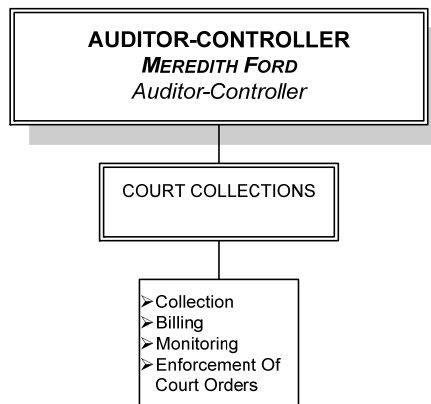 AUDITOR-CONTROLLER
MEREDITH FORD
Auditor-Controller
COURT COLLECTIONS
➢Collection
➢Billing
➢Monitoring
➢Enforcement Of
Court Orders